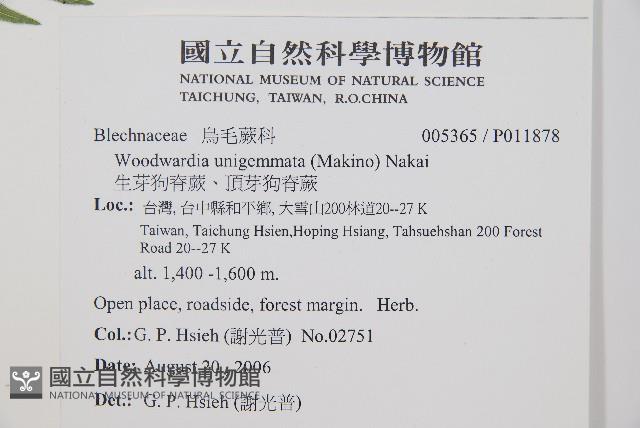 國立自然科學博物館
NATIONAL MUSEUM OF NATURAL SCIENCE
TAICHUNG, TAIWAN, R.O.CHINA
Blechnaceae 烏毛蕨科 005365 / P011878
Woodwardia unigemmata (Makino) Nakai
生芽狗脊蕨、頂芽狗脊蕨
Loc.: 台灣, 台中縣和平鄉, 大雪山200林道20--27 K
Taiwan, Taichung Hsien,Hoping Hsiang, Tahsuehshan 200 Forest
Road 20--27 K
alt. 1,400 -1,600 m.
Open place, roadside, forest margin. Herb.
Col.: G. P. Hsieh (謝光普) No.02751
Date: August 20, 2006
國立自然科學博物館
NATIONAL MUSEUM OF NATURAL SCIENCE
Det.: G. P. Hsieh (謝光普)